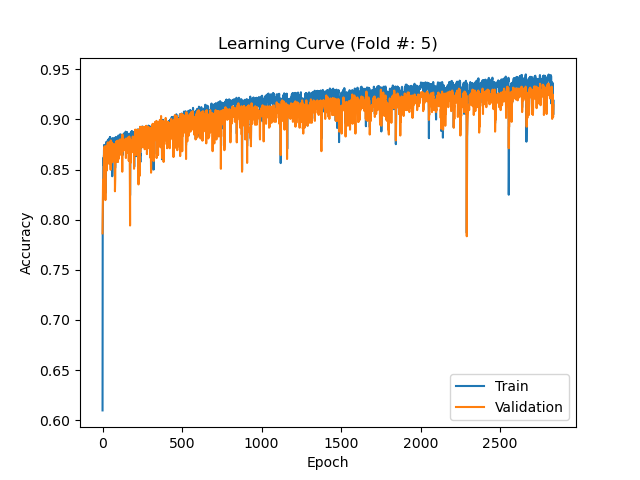 Learning Curve (Fold #: 5)
0.95
0.90
0.85
0.80
0.75
0.70
0.65
0.60
Accuracy
0 500 1000 1500 2000 2500
Epoch
Train
Validation